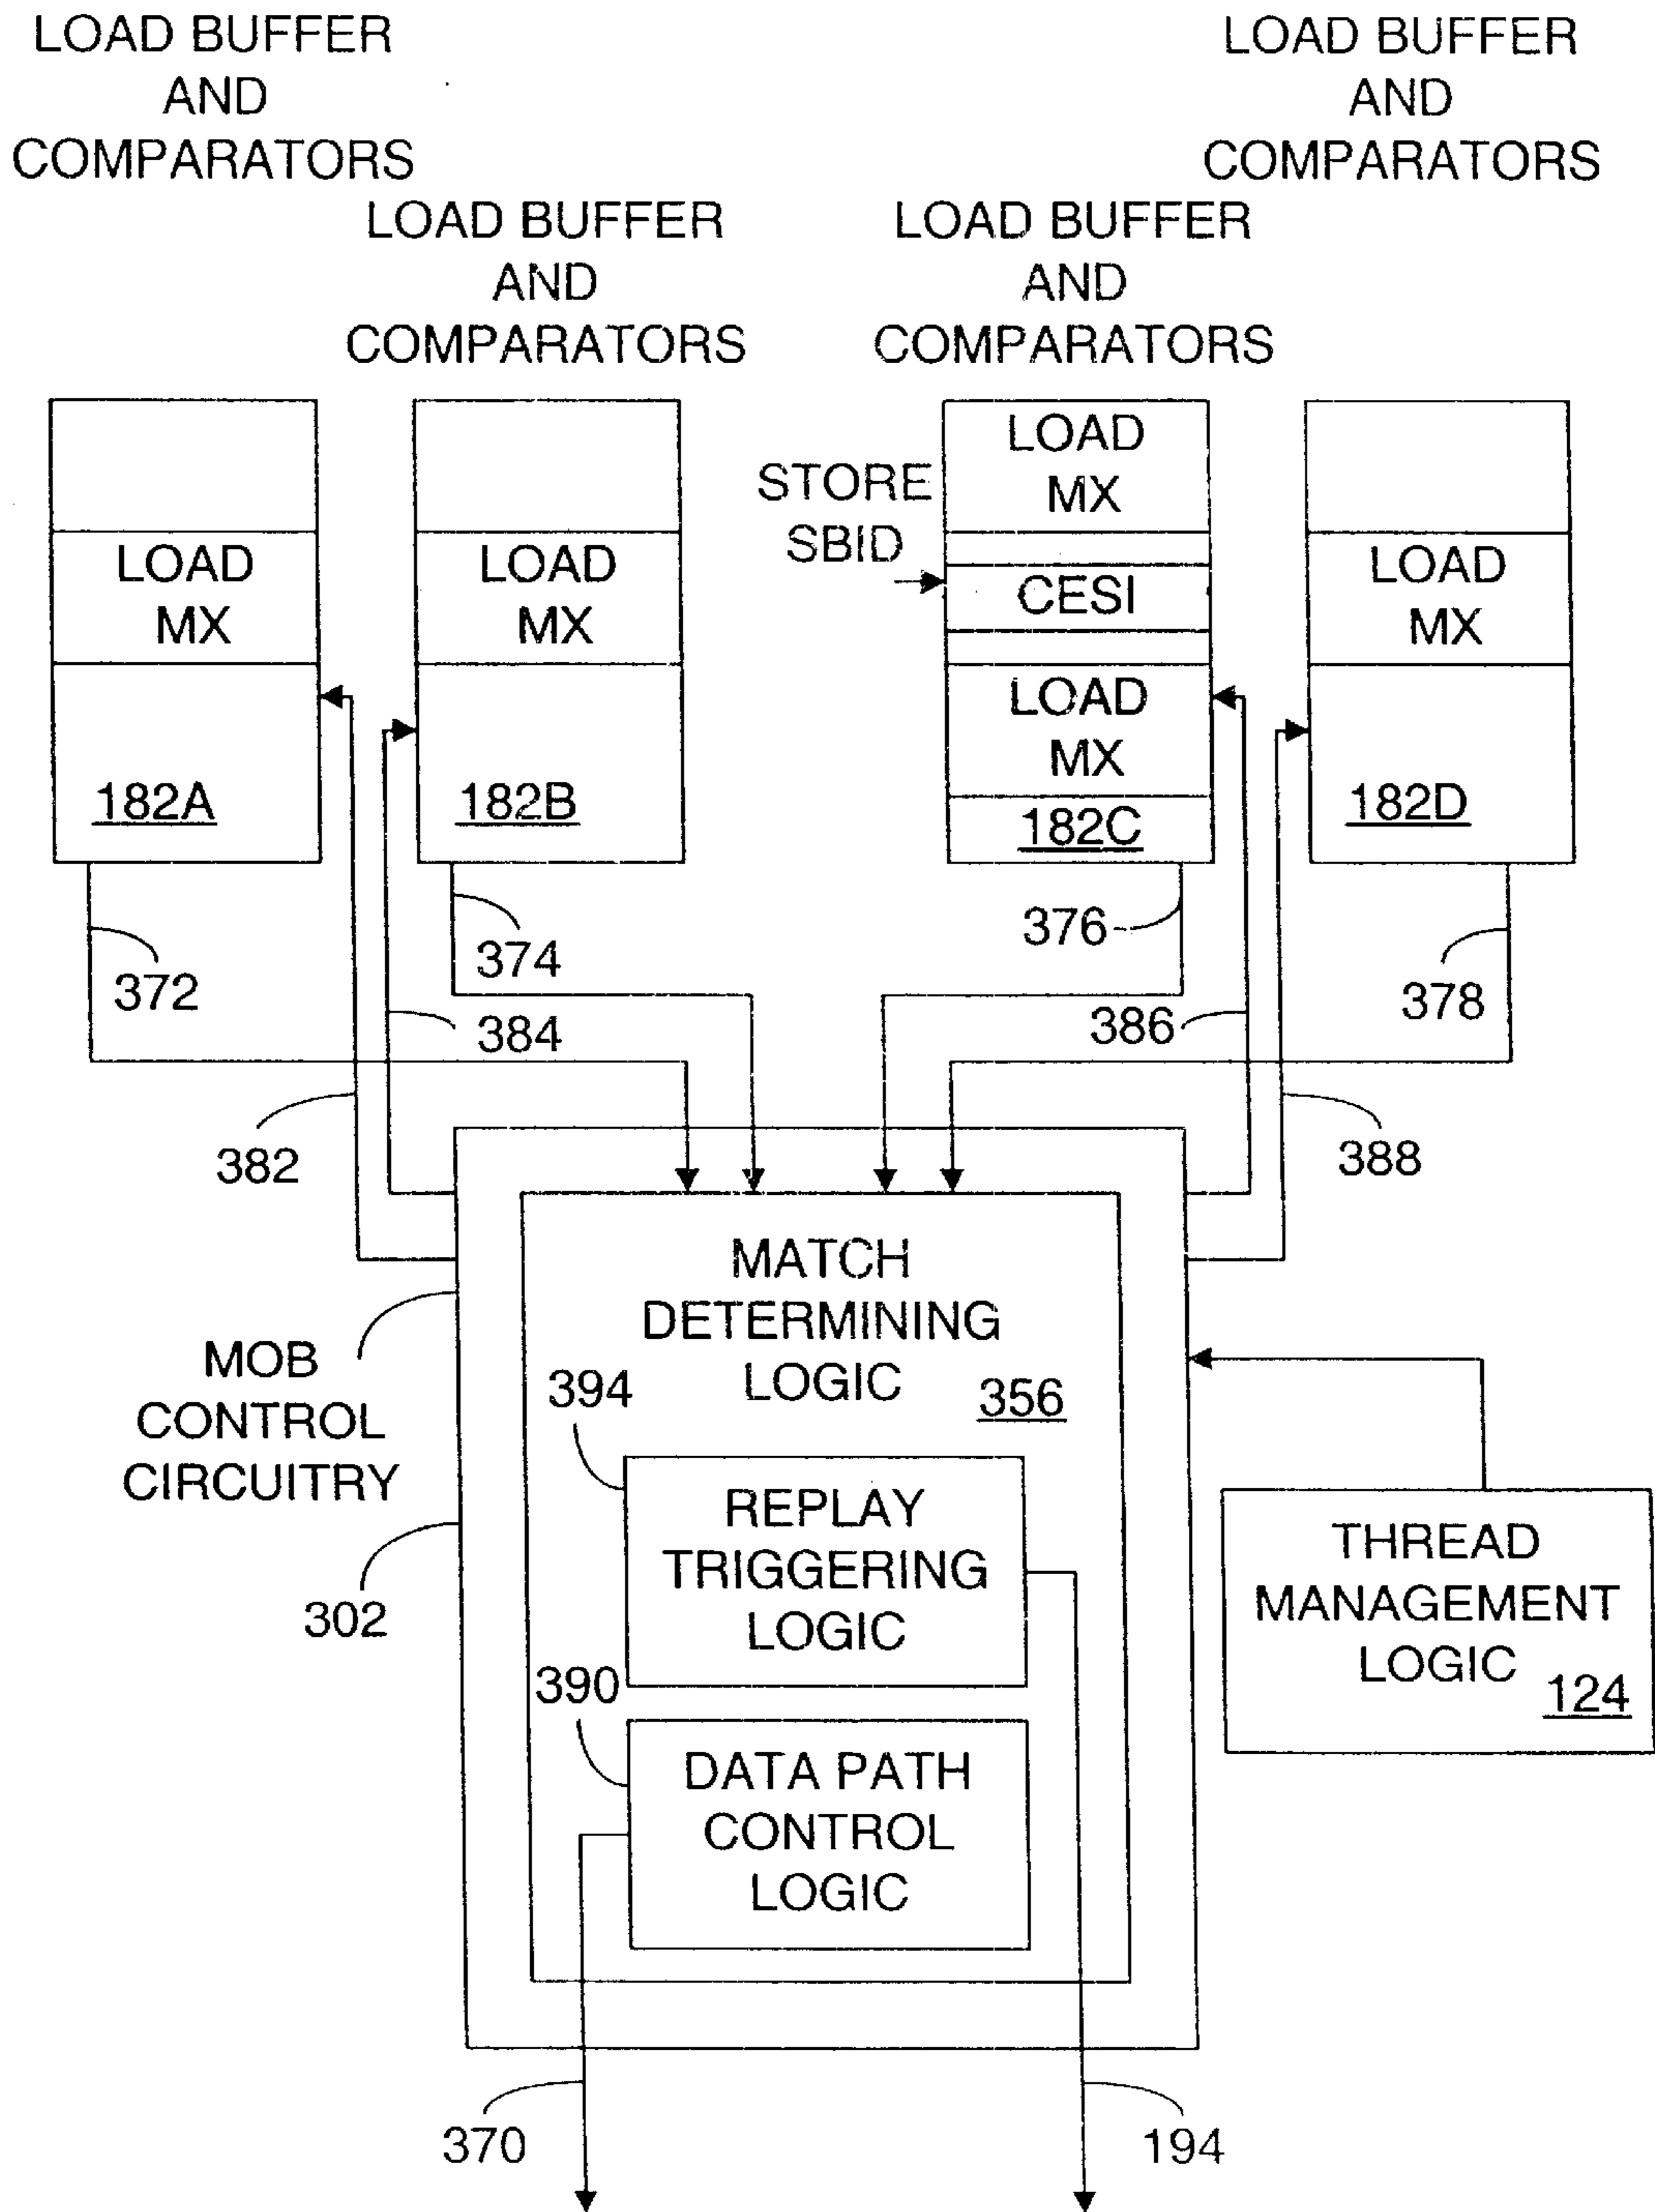 LOAD BUFFER
AND
COMPARATORS
LOAD BUFFER
AND
COMPARATORS
LOAD BUFFER
AND
COMPARATORS
LOAD BUFFER
AND
COMPARATORS
LOAD
MX
182A
LOAD
MX
182B
STORE
SBID
LOAD
MX
CESI
LOAD
MX
182C
LOAD
MX
182D
372
374
376
378
384
386
382
388
MATCH
DETERMINING
LOGIC
356
MOB
CONTROL
CIRCUITRY
302
394
REPLAY
TRIGGERING
LOGIC
390
DATA PATH
CONTROL
LOGIC
THREAD
MANAGEMENT
LOGIC
124
370
194